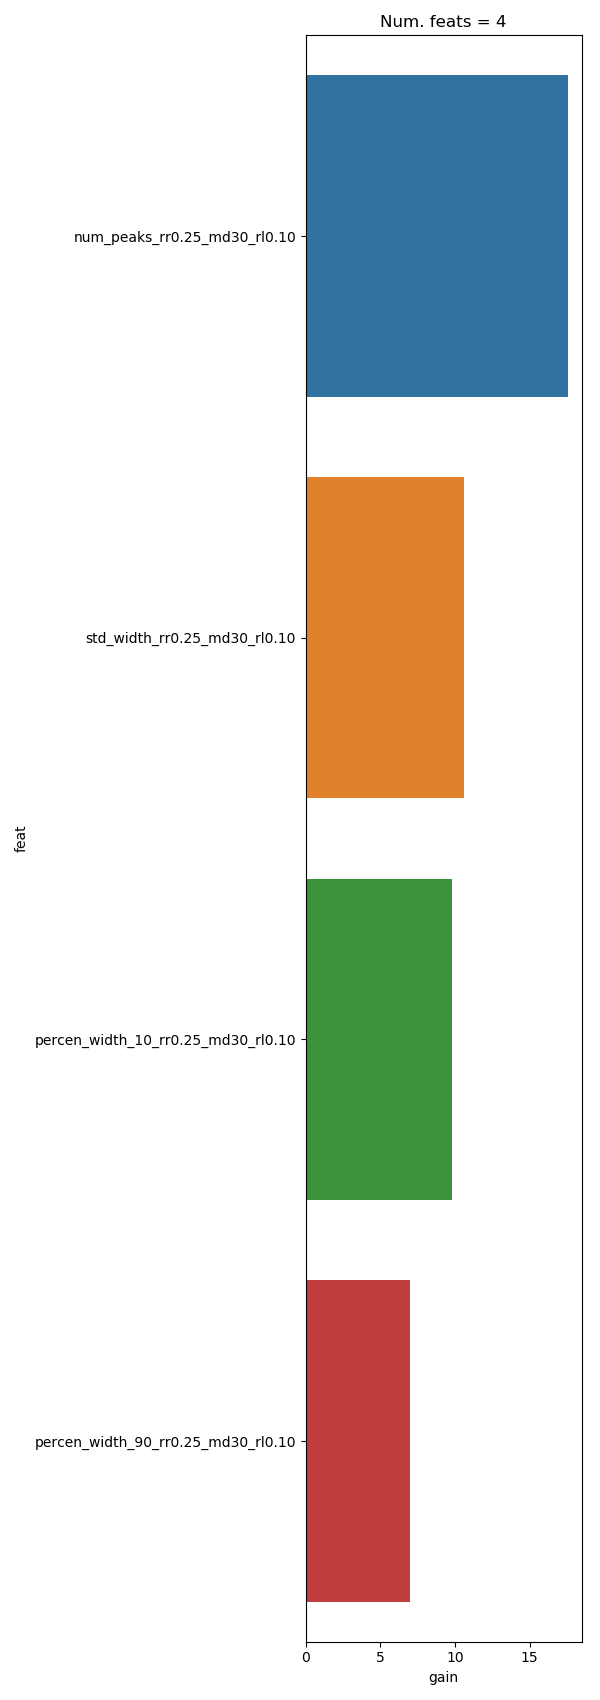 Num. feats = 4
num_peaks_rr0.25_md30_rl0.10
std_width_rr0.25_md30_rl0.10
feat
percen_width_10_rr0.25_md30_rl0.10
percen_width_90_rr0.25_md30_rl0.10
0 5 10 15
gain